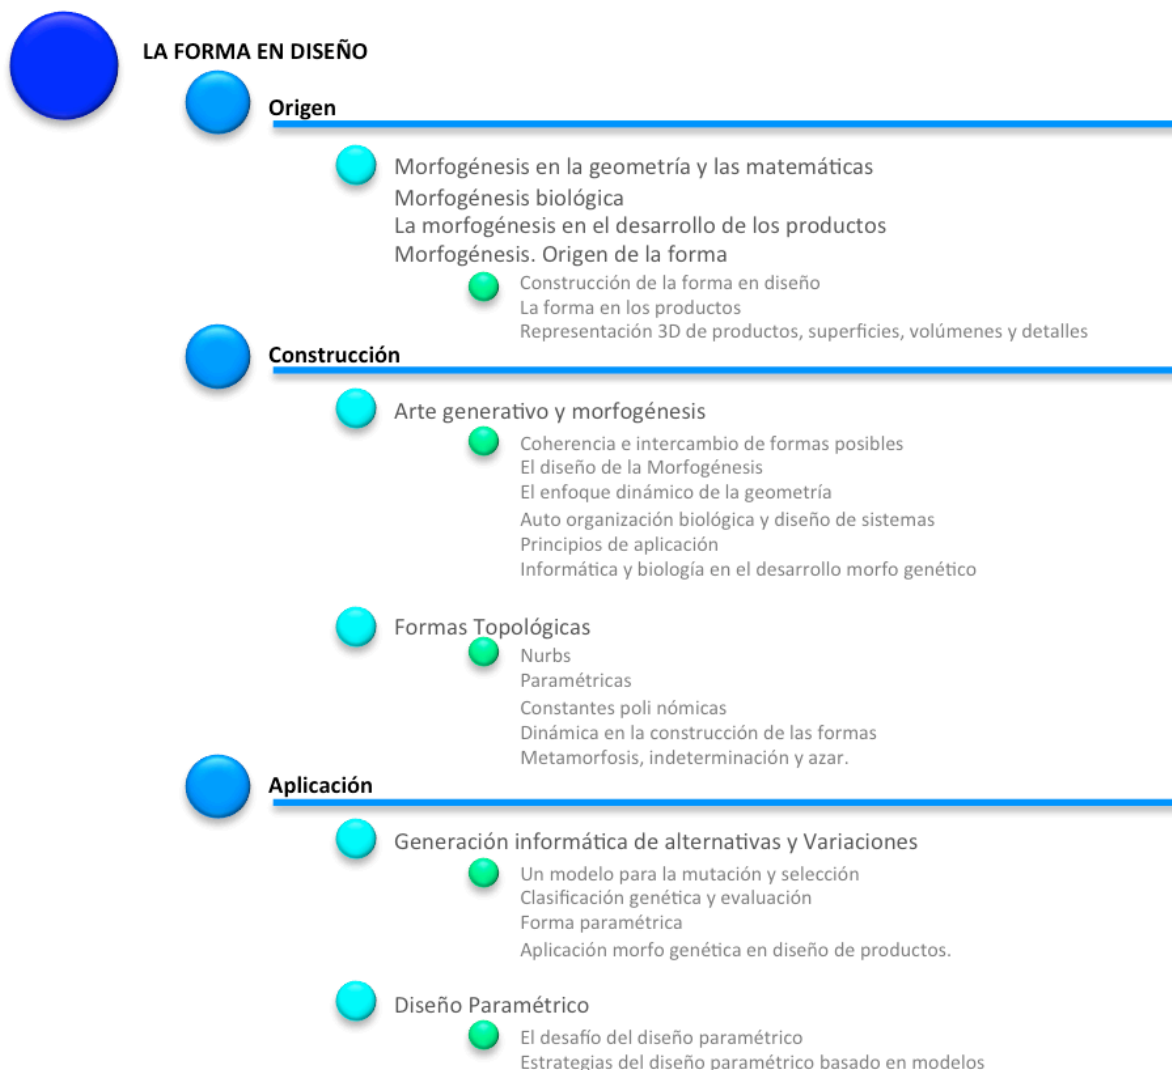 LA FORMA EN DISEÑO
Origen
Morfogénesis en la geometría y las matemáticas
Morfogénesis biológica
La morfogénesis en el desarrollo de los productos
Morfogénesis. Origen de la forma
Construcción de la forma en diseño
La forma en los productos
Representación 3D de productos, superficies, volúmenes y detalles
Construcción
Arte generativo y morfogénesis
Coherencia e intercambio de formas posibles
El diseño de la Morfogénesis
El enfoque dinámico de la geometría
Auto organización biológica y diseño de sistemas
Principios de aplicación
Informática y biología en el desarrollo morfo genético
Formas Topológicas
Nurbs
Paramétricas
Constantes poli nómicas
Dinámica en la construcción de las formas
Metamorfosis, indeterminación y azar.
Aplicación
Generación informática de alternativas y Variaciones
Un modelo para la mutación y selección
Clasificación genética y evaluación
Forma paramétrica
Aplicación morfo genética en diseño de productos.
Diseño Paramétrico
El desafío del diseño paramétrico
Estrategias del diseño paramétrico basado en modelos